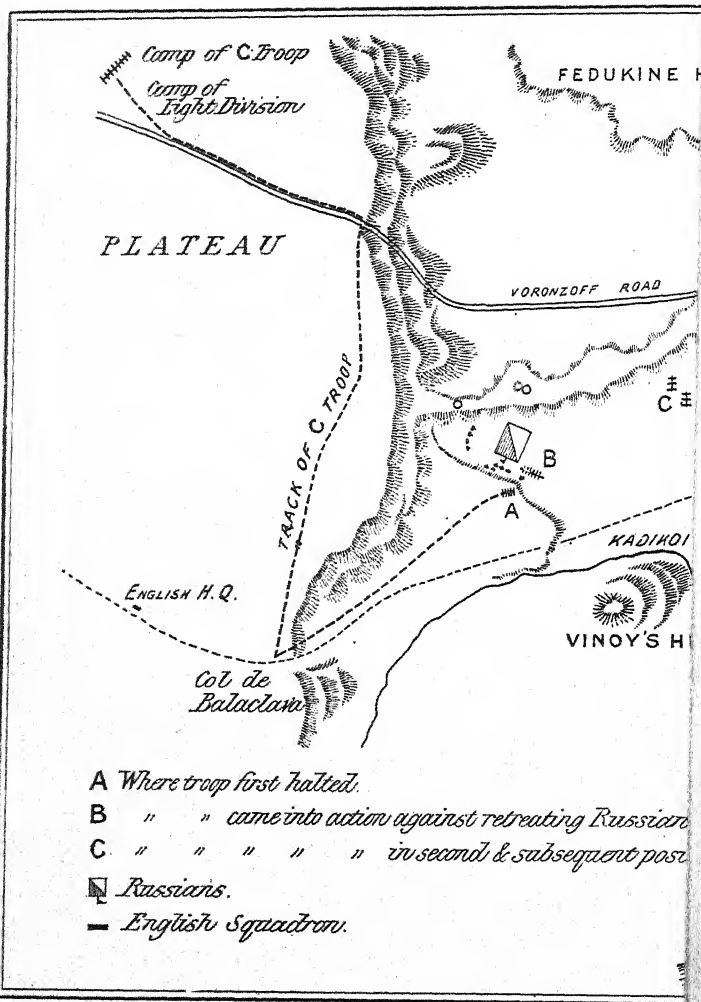 Camp of C Troop
Camp of
Light Division
FEDUKINE H
PLATEAU
VORONZOFF ROAD
TRACK OF C TROOP
C
B
A
KADIKOI
ENGLISH H.Q.
VINOY'S H
Col de
Balaclava
A Where troop first halted.
B " " came into action against retreating Russian
C " " " " " in second & subsequent posi
Russians.
English Squadron.